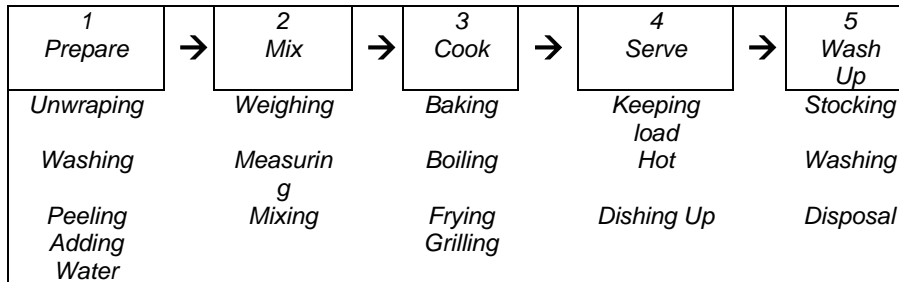 1 → 2 → 3 → 4 → 5
Prepare Mix Cook Serve Wash
Up
Unwraping Weighing Baking Keeping Stocking
load
Washing Measurin Boiling Hot Washing
g
Peeling Mixing Frying Dishing Up Disposal
Adding Grilling
Water